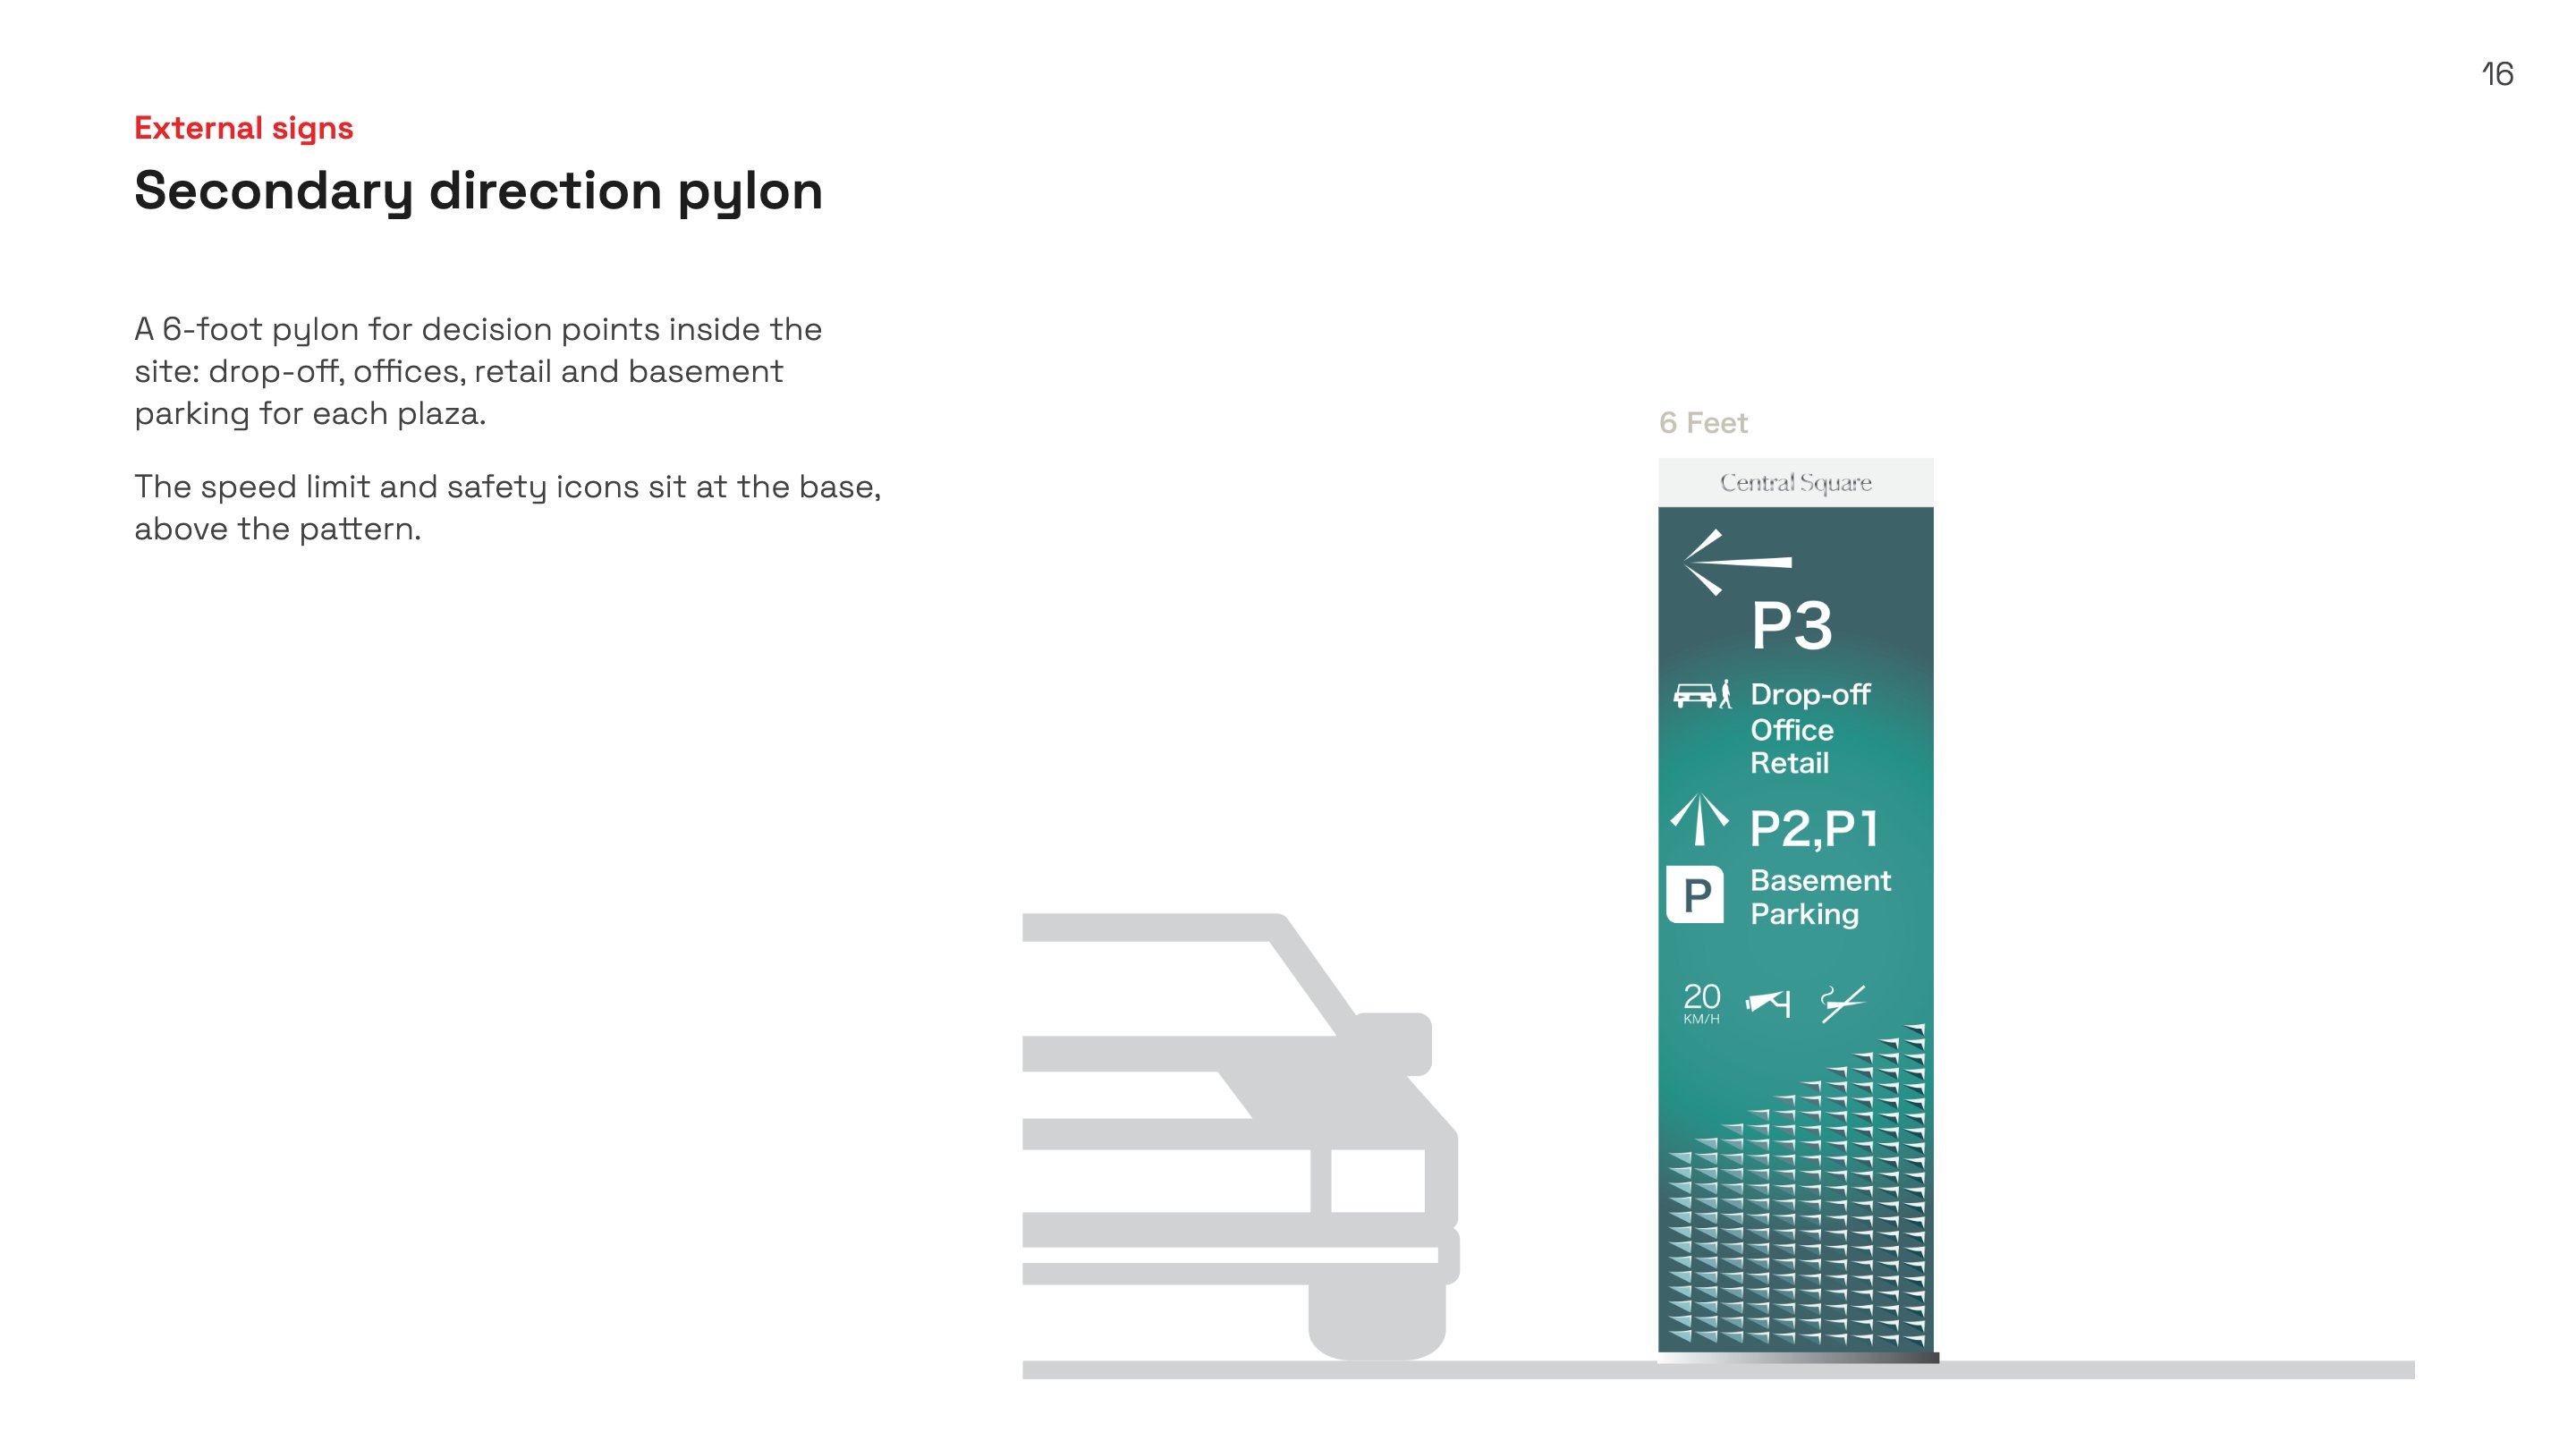 16
External signs
Secondary direction pylon
A 6-foot pylon for decision points inside the
site: drop-off, offices, retail and basement
parking for each plaza.
The speed limit and safety icons sit at the base,
above the pattern.
6 Feet
Central Square
P3
Drop-off
Office
Retail
P2,P1
P
Basement
Parking
20
KM/H